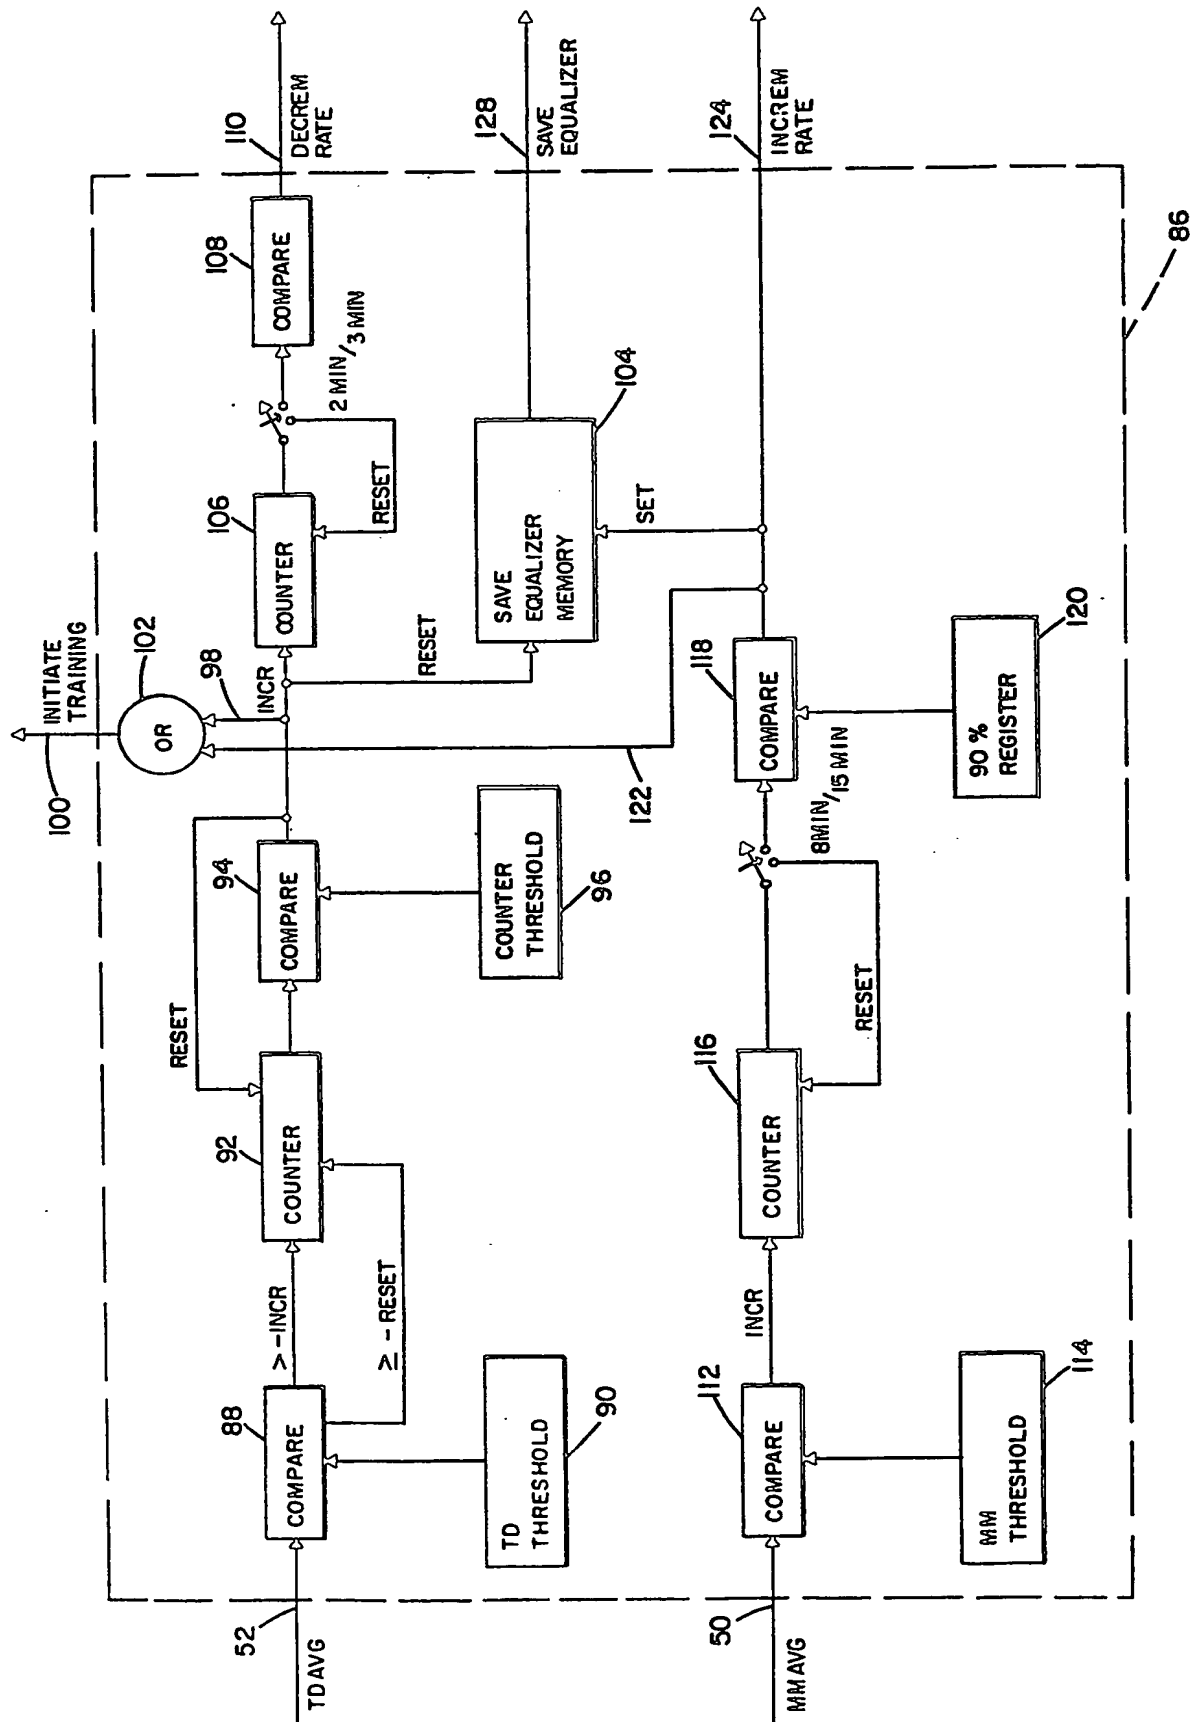 INITIATE
TRAINING
100
102
OR
98
122
52
TD AVG
88
COMPARE
> - INCR
≥ - RESET
TD
THRESHOLD
90
92
COUNTER
RESET
94
COMPARE
COUNTER
THRESHOLD
96
INCR
RESET
106
COUNTER
RESET
2 MIN/3 MIN
108
COMPARE
110
DECREM
RATE
SAVE
EQUALIZER
MEMORY
104
SET
128
SAVE
EQUALIZER
50
MM AVG
112
COMPARE
MM
THRESHOLD
114
INCR
116
COUNTER
RESET
8 MIN/15 MIN
118
COMPARE
90 %
REGISTER
120
124
INCREM
RATE
86